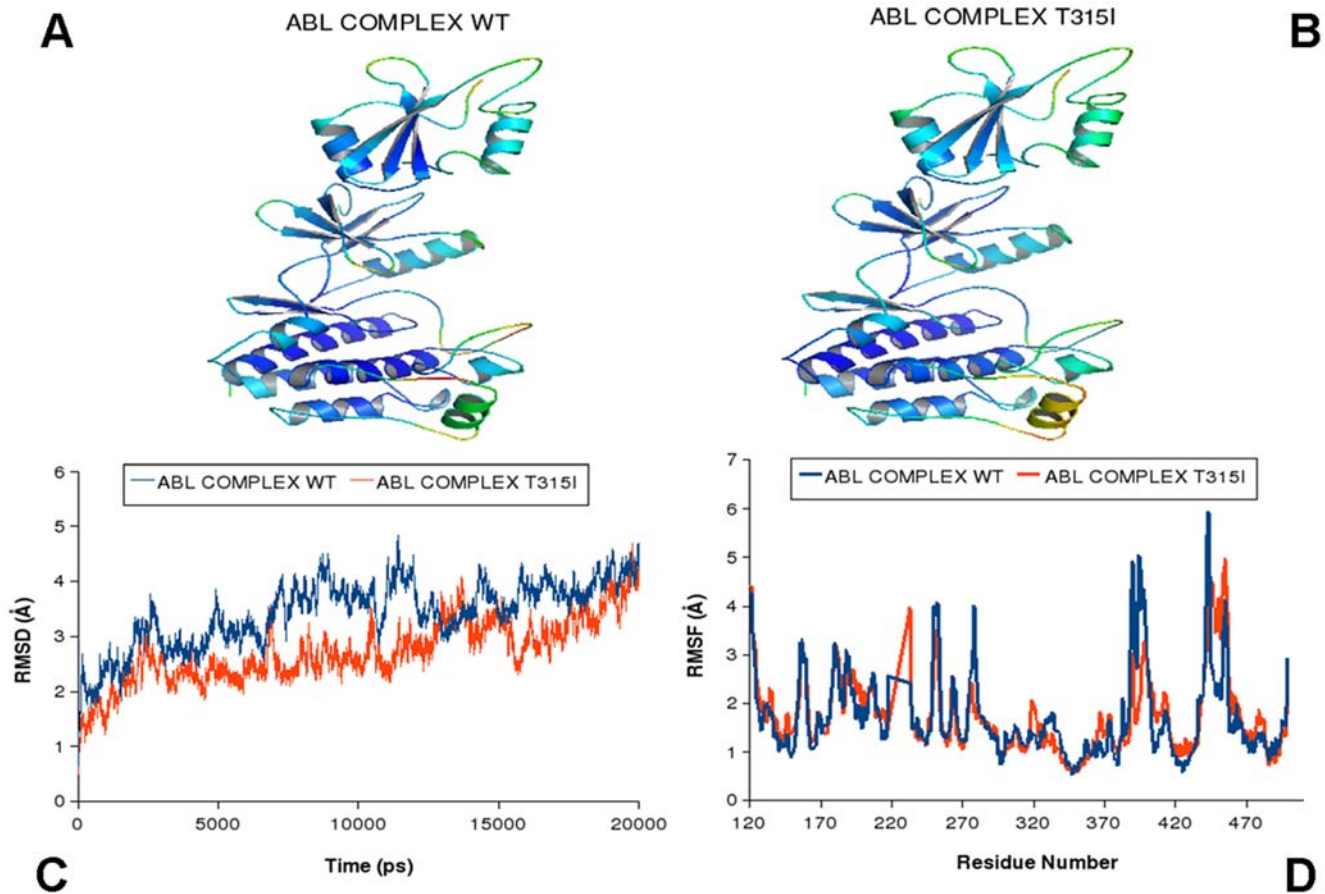 A
ABL COMPLEX WT
ABL COMPLEX T315I
B
6
5
4
3
2
1
0
RMSD (Å)
ABL COMPLEX WT ABL COMPLEX T315I
0 5000 10000 15000 20000
Time (ps)
C
7
6
5
4
3
2
1
0
RMSF (Å)
ABL COMPLEX WT ABL COMPLEX T315I
120 170 220 270 320 370 420 470
Residue Number
D